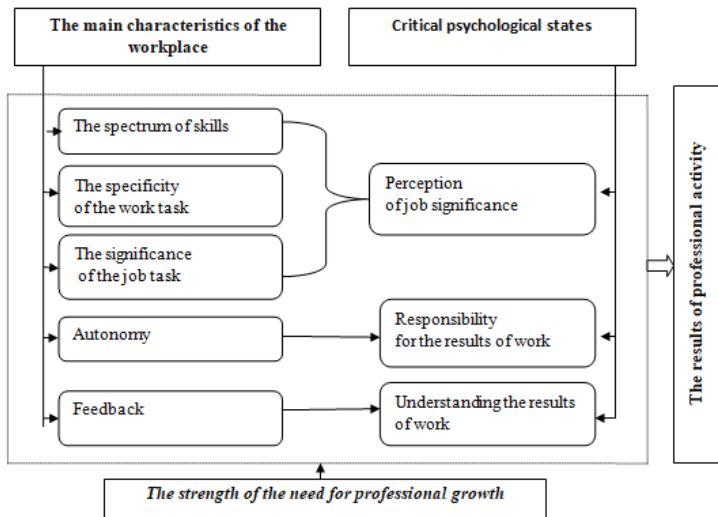 The main characteristics of the
workplace
Critical psychological states
The spectrum of skills
The specificity
of the work task
The significance
of the job task
Autonomy
Feedback
Perception
of job significance
Responsibility
for the results of work
Understanding the results
of work
The results of professional activity
The strength of the need for professional growth